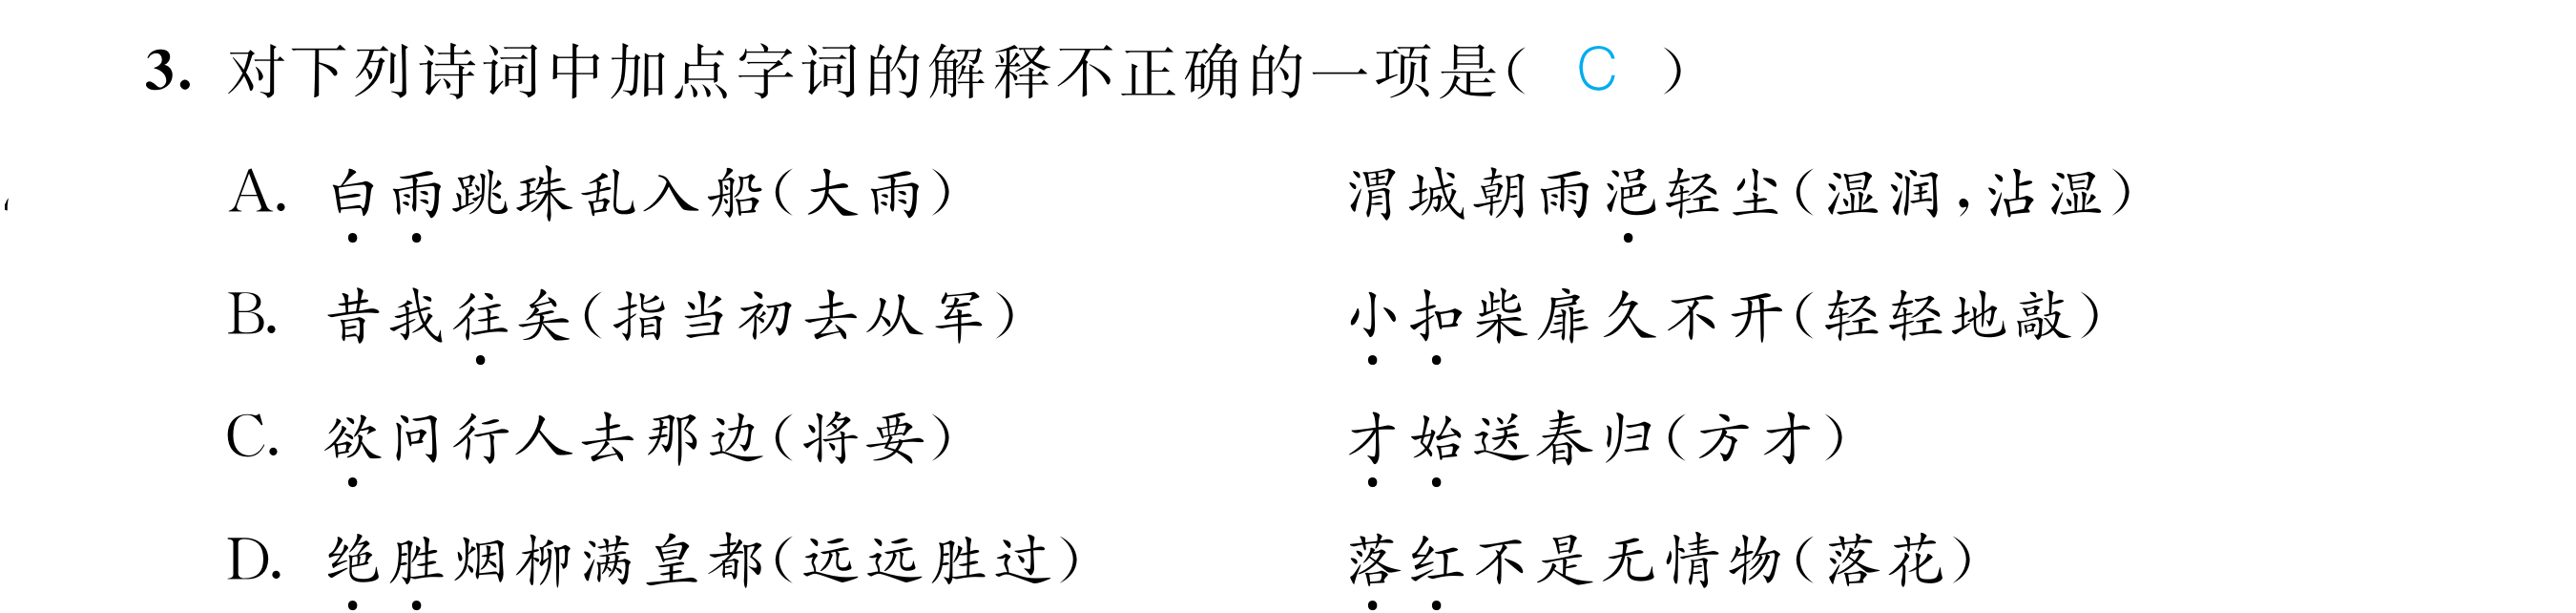 3. 对下列诗词中加点字词的解释不正确的一项是( C )
A. 白雨跳珠乱入船(大雨) 渭城朝雨浥轻尘(湿润,沾湿)
B. 昔我往矣(指当初去从军) 小扣柴扉久不开(轻轻地敲)
C. 欲问行人去那边(将要) 才始送春归(方才)
D. 绝胜烟柳满皇都(远远胜过) 落红不是无情物(落花)